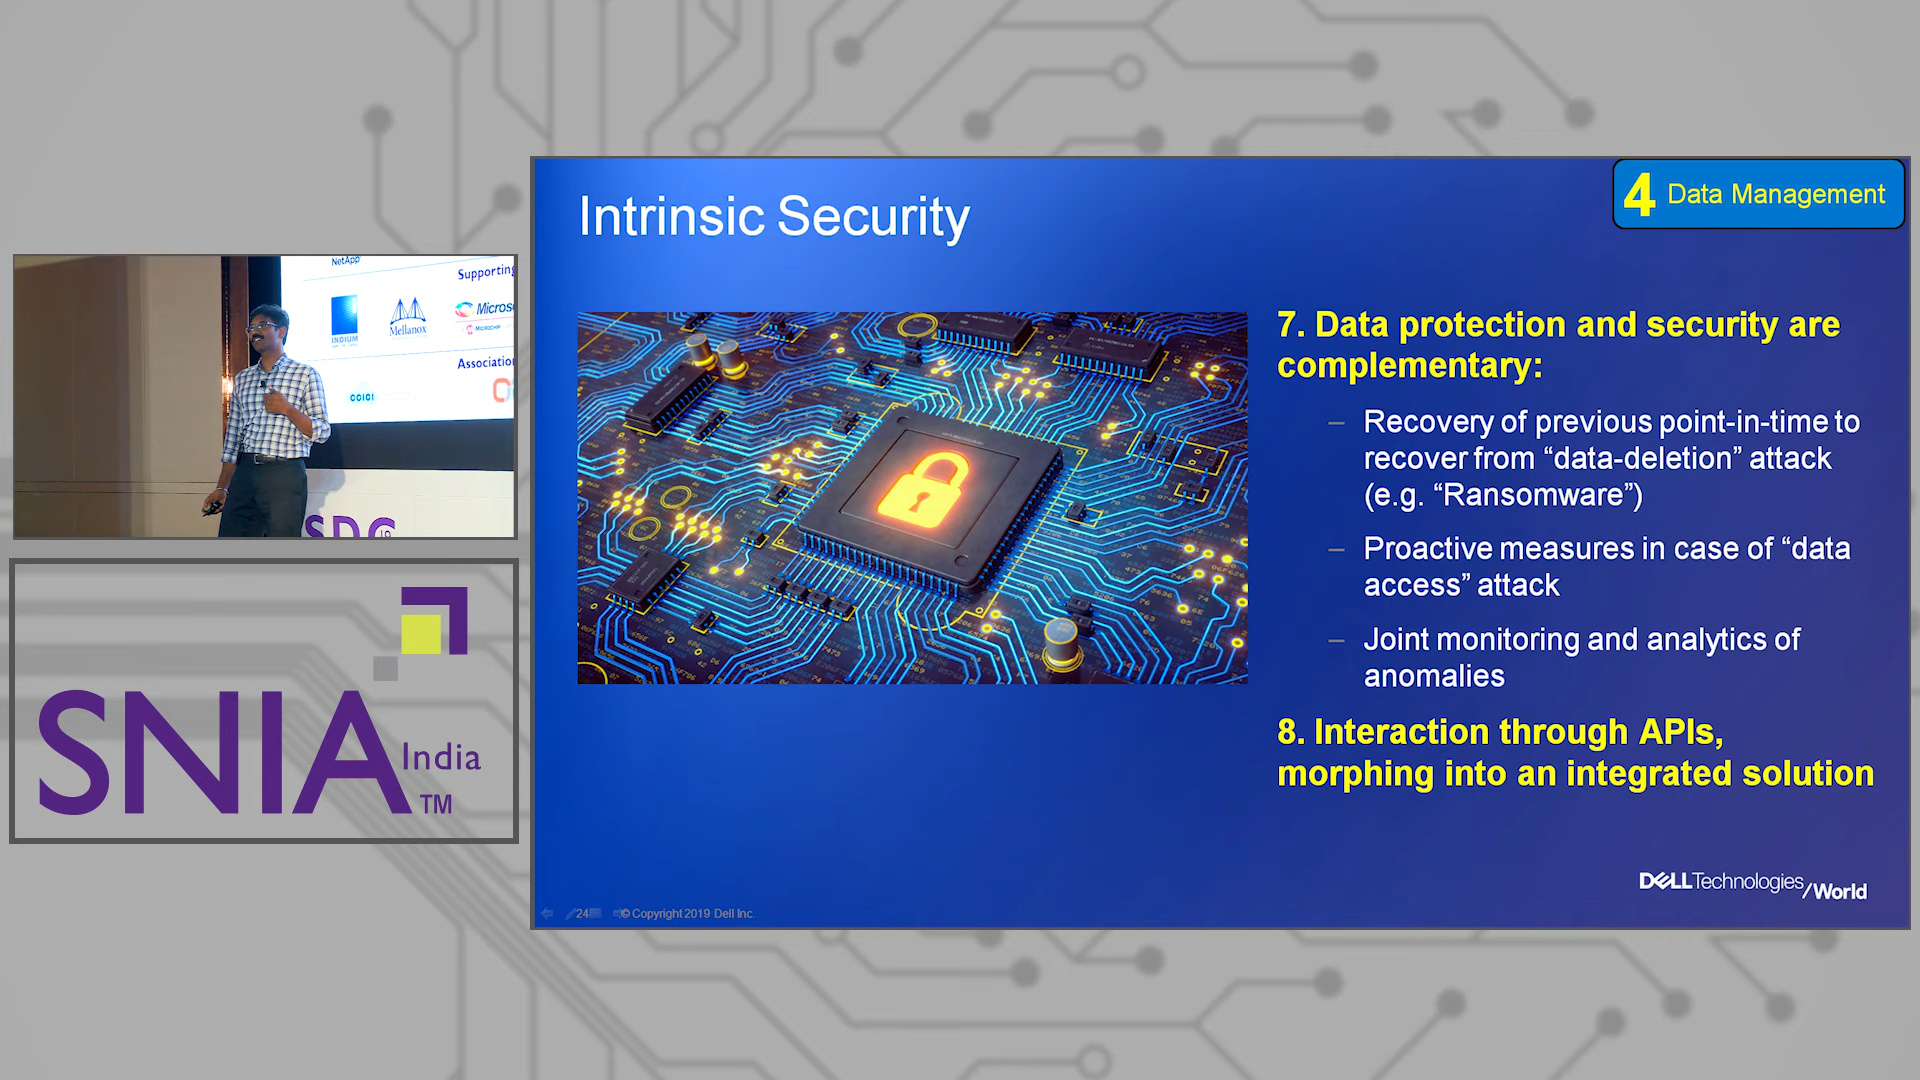 NetApp
Supporting
INDIUM
Mellanox
Micros
MICROCHIP
Association
CCICI
SDC
SNIA
India
TM
Intrinsic Security
4 Data Management
7. Data protection and security are
complementary:
– Recovery of previous point-in-time to
recover from “data-deletion” attack
(e.g. “Ransomware”)
– Proactive measures in case of “data
access” attack
– Joint monitoring and analytics of
anomalies
8. Interaction through APIs,
morphing into an integrated solution
DELLTechnologies/World
24 © Copyright 2019 Dell Inc.